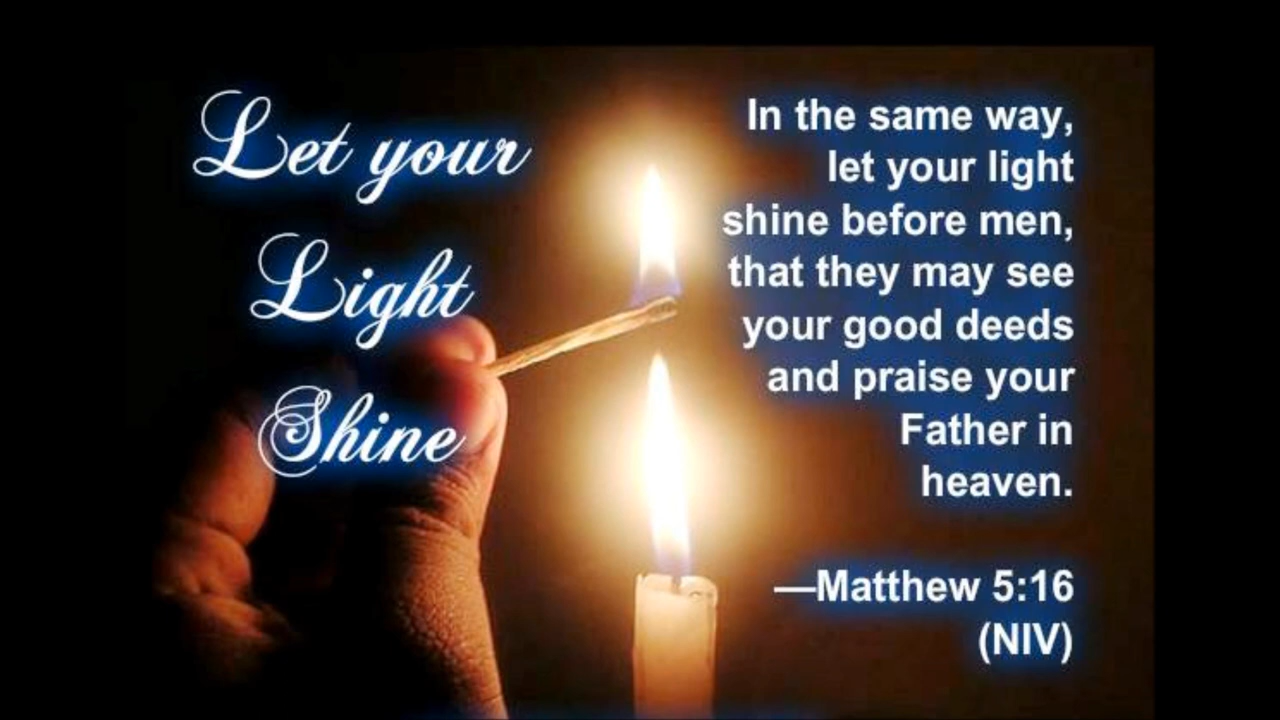 Let your
Light
Shine
In the same way,
let your light
shine before men,
that they may see
your good deeds
and praise your
Father in
heaven.
—Matthew 5:16
(NIV)